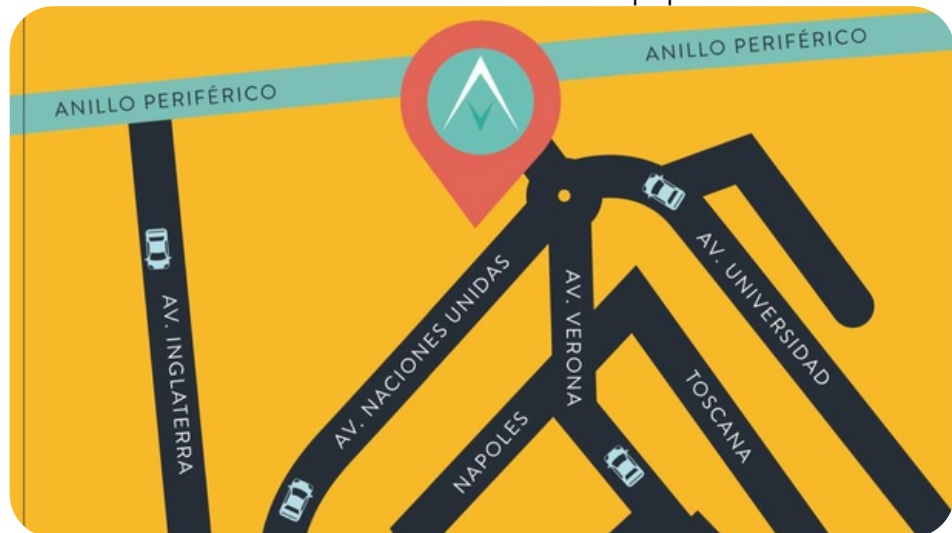 ANILLO PERIFÉRICO
ANILLO PERIFÉRICO
AV. INGLATERRA
AV. NACIONES UNIDAS
AV. VERONA
AV. UNIVERSIDAD
NAPOLES
TOSCANA